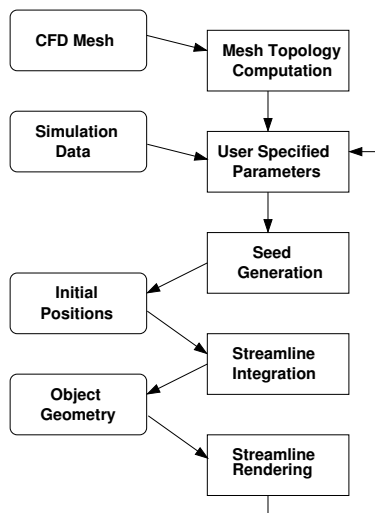 CFD Mesh
Mesh Topology
Computation
Simulation
Data
User Specified
Parameters
Seed
Generation
Initial
Positions
Streamline
Integration
Object
Geometry
Streamline
Rendering